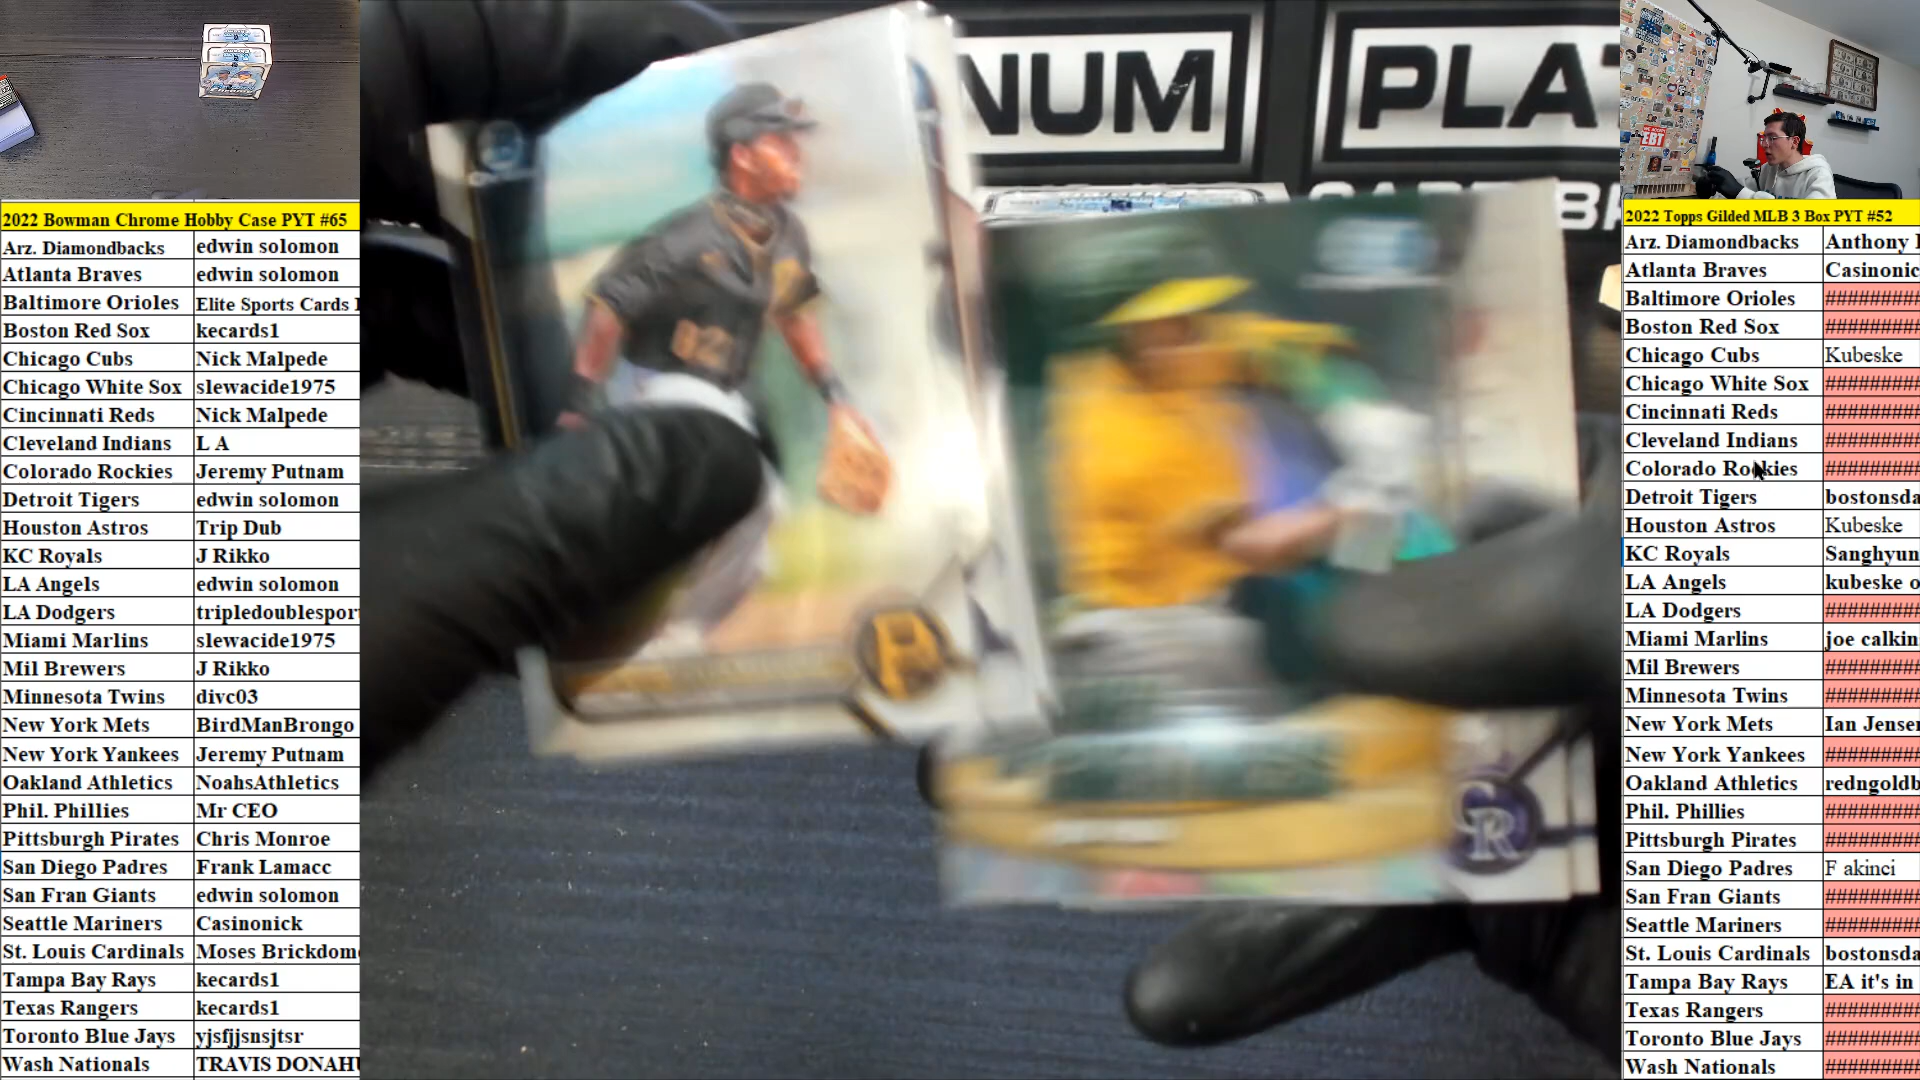 2022 Bowman Chrome Hobby Case PYT #65
Arz. Diamondbacks edwin solomon
Atlanta Braves edwin solomon
Baltimore Orioles Elite Sports Cards
Boston Red Sox kecards1
Chicago Cubs Nick Malpede
Chicago White Sox slewacide1975
Cincinnati Reds Nick Malpede
Cleveland Indians L A
Colorado Rockies Jeremy Putnam
Detroit Tigers edwin solomon
Houston Astros Trip Dub
KC Royals J Rikko
LA Angels edwin solomon
LA Dodgers tripledoublespor
Miami Marlins slewacide1975
Mil Brewers J Rikko
Minnesota Twins divc03
New York Mets BirdManBrongo
New York Yankees Jeremy Putnam
Oakland Athletics NoahsAthletics
Phil. Phillies Mr CEO
Pittsburgh Pirates Chris Monroe
San Diego Padres Frank Lamacc
San Fran Giants edwin solomon
Seattle Mariners Casinonick
St. Louis Cardinals Moses Brickdom
Tampa Bay Rays kecards1
Texas Rangers kecards1
Toronto Blue Jays yjsfjjsnsjtsr
Wash Nationals TRAVIS DONAH
NUM PLA
82
CR
EBT
2022 Topps Gilded MLB 3 Box PYT #52
Arz. Diamondbacks Anthony
Atlanta Braves Casinonic
Baltimore Orioles #########
Boston Red Sox #########
Chicago Cubs Kubeske
Chicago White Sox #########
Cincinnati Reds #########
Cleveland Indians #########
Colorado Rockies #########
Detroit Tigers bostonsda
Houston Astros Kubeske
KC Royals Sanghyun
LA Angels kubeske o
LA Dodgers #########
Miami Marlins joe calkin
Mil Brewers #########
Minnesota Twins #########
New York Mets Ian Jensen
New York Yankees #########
Oakland Athletics redngoldb
Phil. Phillies #########
Pittsburgh Pirates #########
San Diego Padres F akinci
San Fran Giants #########
Seattle Mariners #########
St. Louis Cardinals bostonsda
Tampa Bay Rays EA it's in
Texas Rangers #########
Toronto Blue Jays #########
Wash Nationals #########